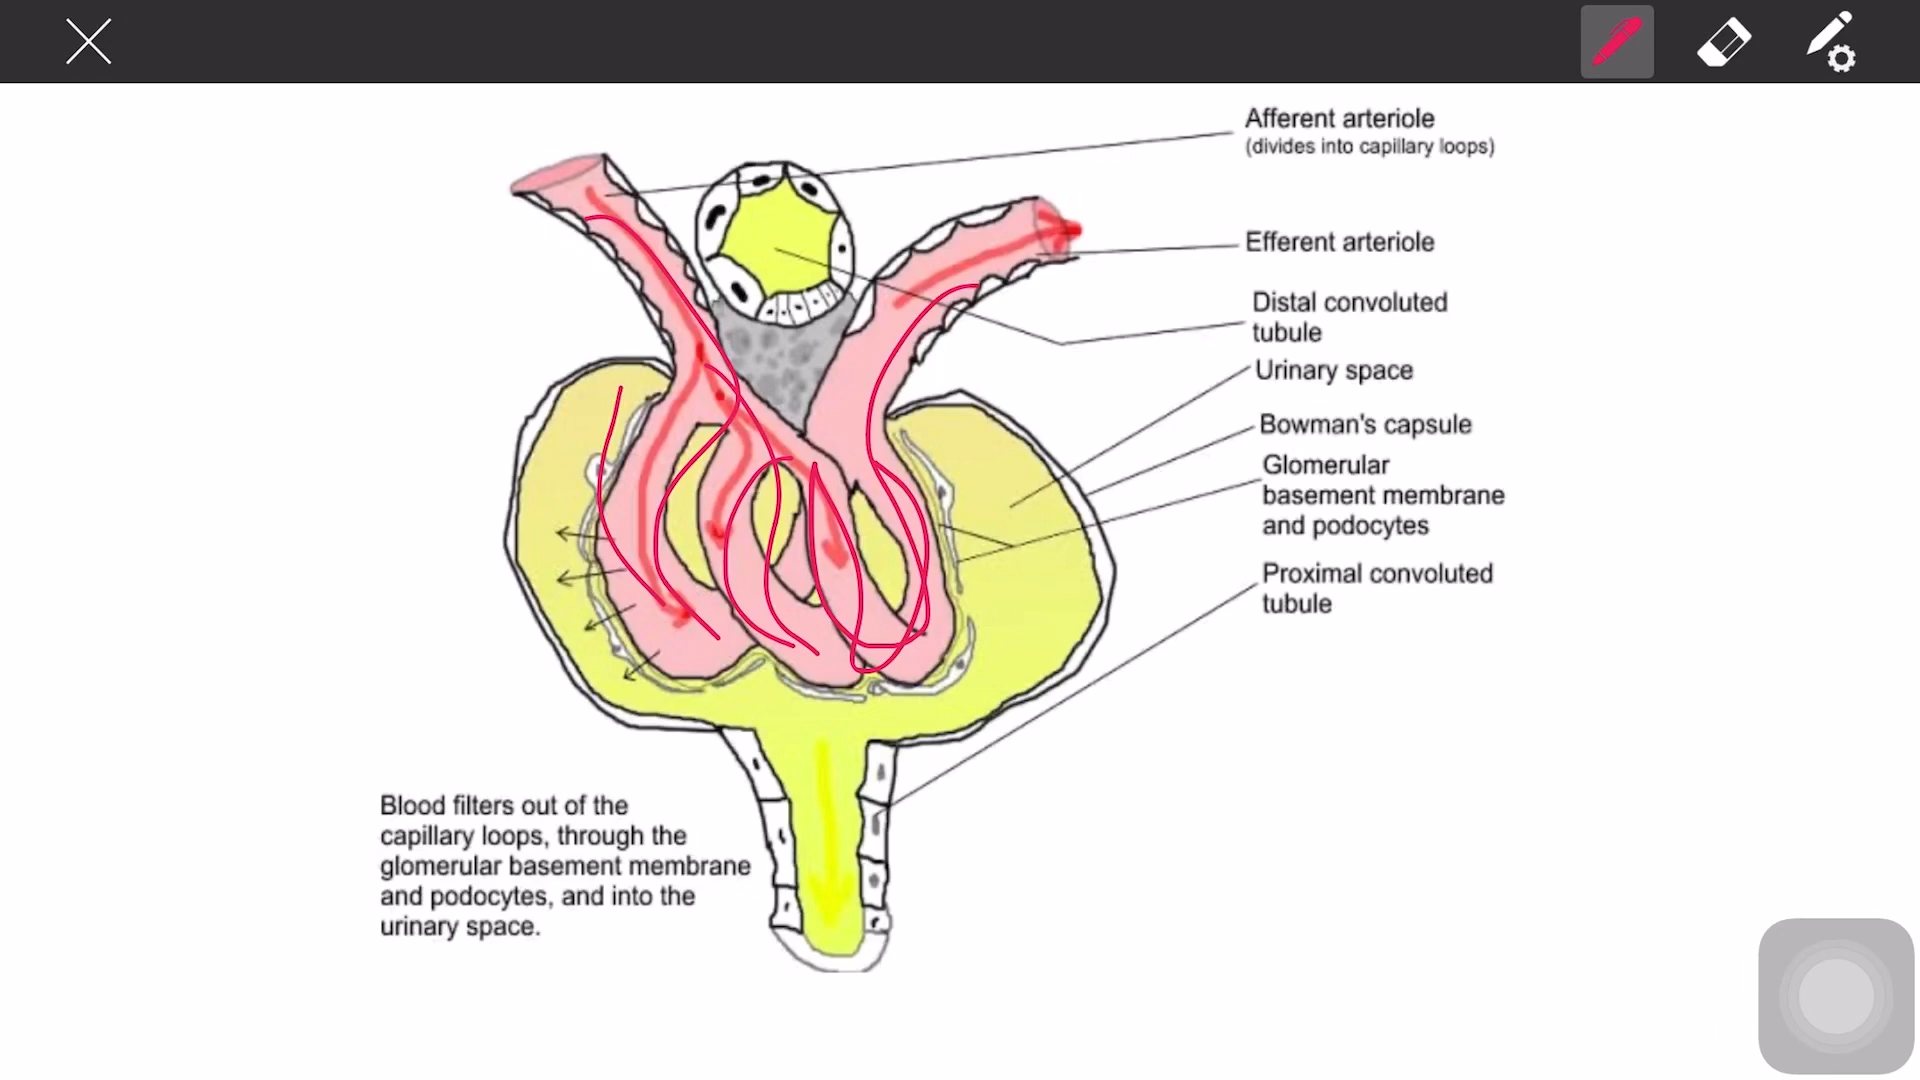 Afferent arteriole
(divides into capillary loops)
Efferent arteriole
Distal convoluted
tubule
Urinary space
Bowman's capsule
Glomerular
basement membrane
and podocytes
Proximal convoluted
tubule
Blood filters out of the
capillary loops, through the
glomerular basement membrane
and podocytes, and into the
urinary space.